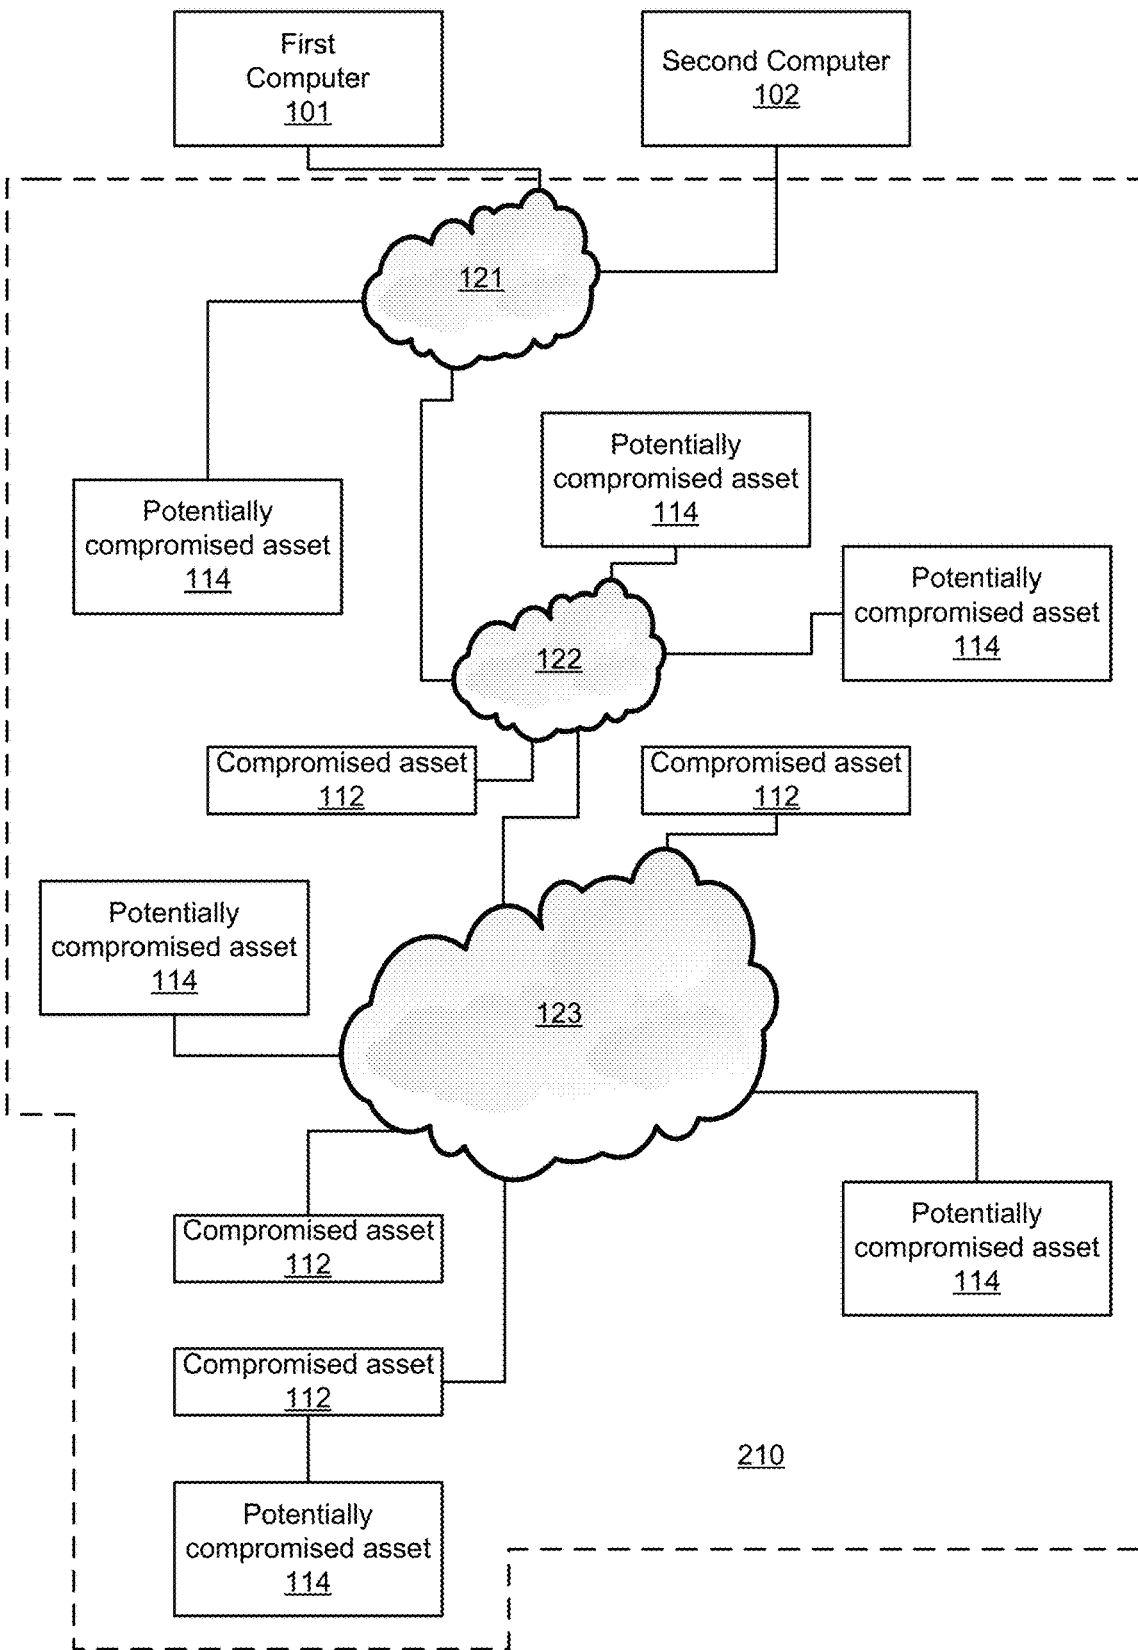 First
Computer
101
Second Computer
102
121
Potentially
compromised asset
114
Potentially
compromised asset
114
Potentially
compromised asset
114
122
Compromised asset
112
Compromised asset
112
Potentially
compromised asset
114
123
Compromised asset
112
Potentially
compromised asset
114
Compromised asset
112
210
Potentially
compromised asset
114